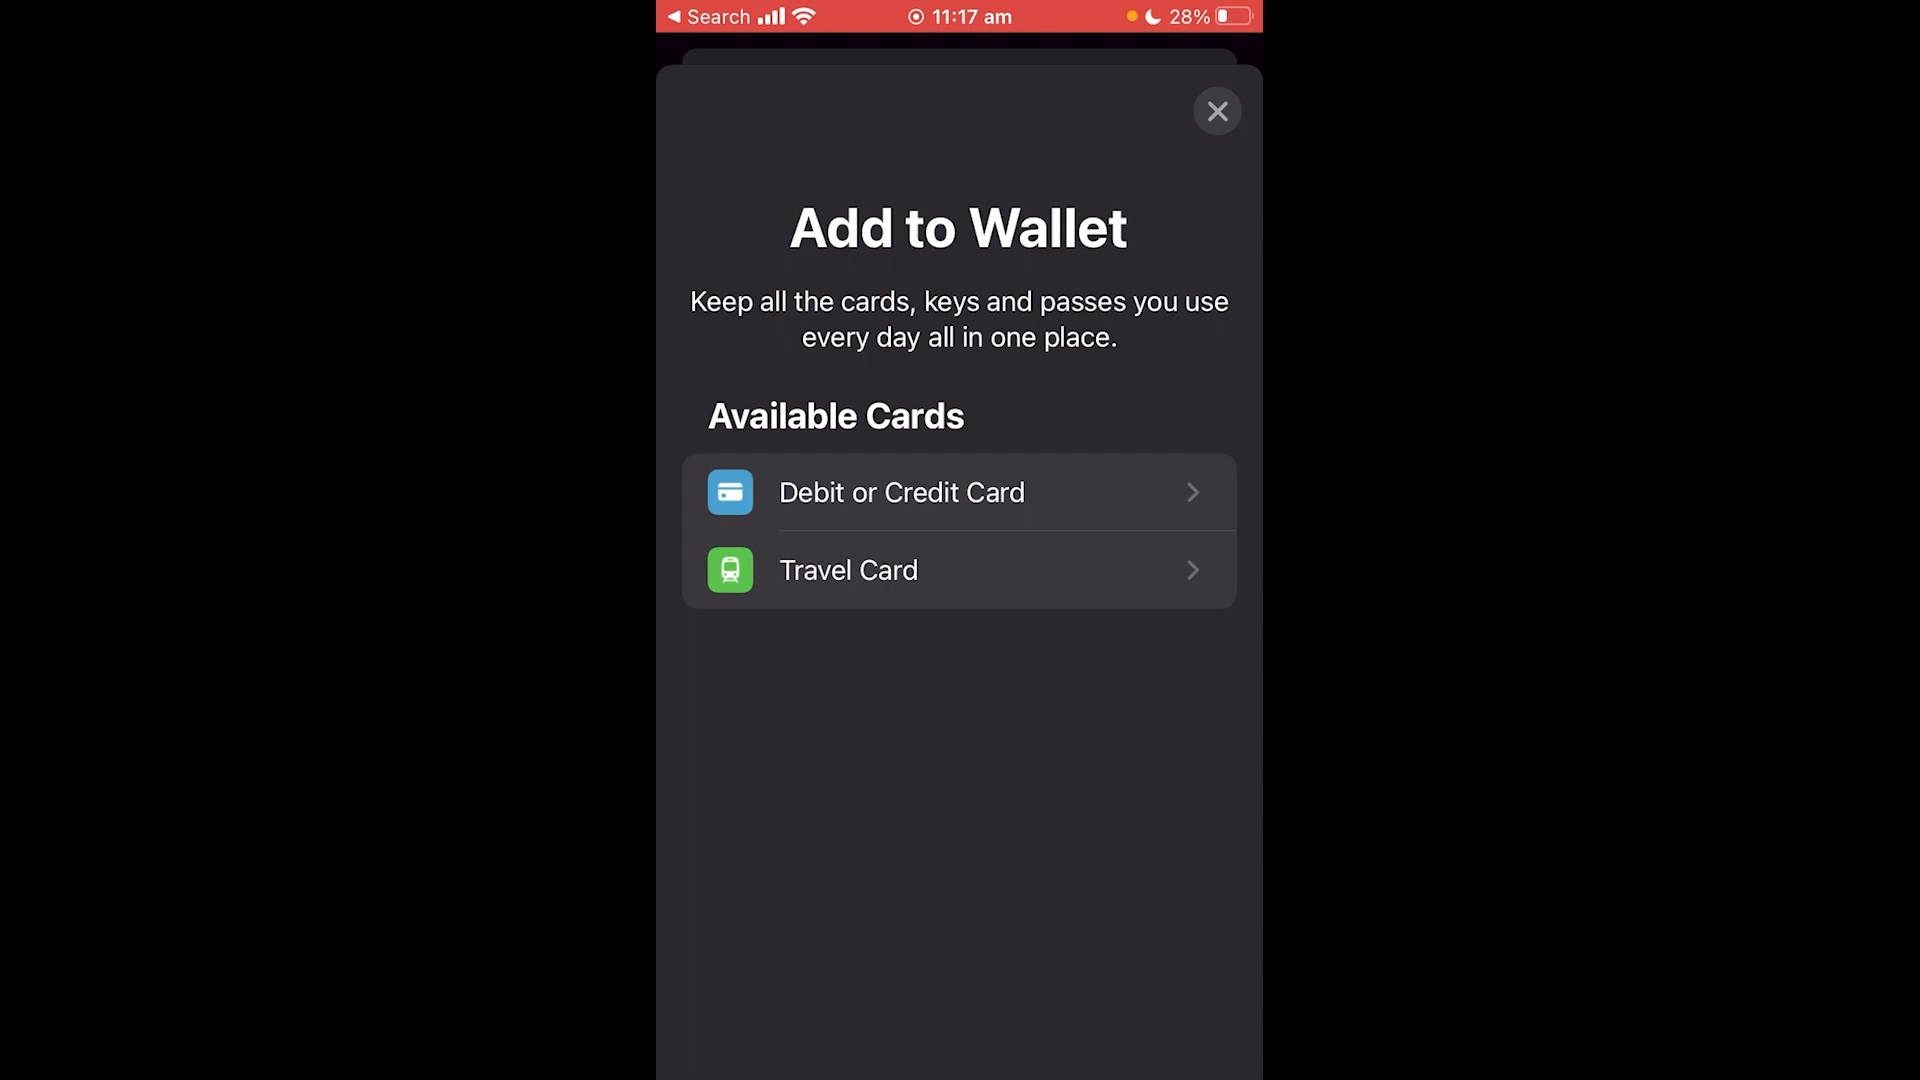 Search 11:17 am 28%
Add to Wallet
Keep all the cards, keys and passes you use
every day all in one place.
Available Cards
Debit or Credit Card
Travel Card